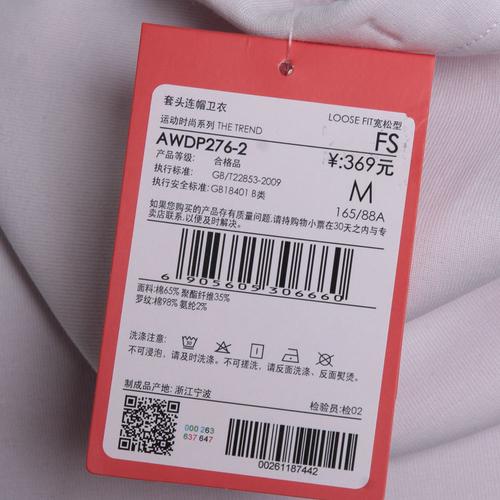 套头连帽卫衣
LOOSE FIT宽松型
运动时尚系列 THE TREND
FS
AWDP276-2
¥:369元
产品等级: 合格品
执行标准: GB/T22853-2009
M
执行安全标准: GB18401 B类
165/88A
如果您购买的产品存有质量问题,请持购物小票在30天之内与专
卖店联系,以便及时解决。
6905605306660
面料:棉65% 聚酯纤维35%
罗纹:棉98% 氨纶2%
洗涤注意:
30
不可浸泡,请及时洗涤。不可搓洗,请反面洗涤、反面熨烫。
制成品产地: 浙江宁波
检验员:检02
000 263
637 647
00261187442